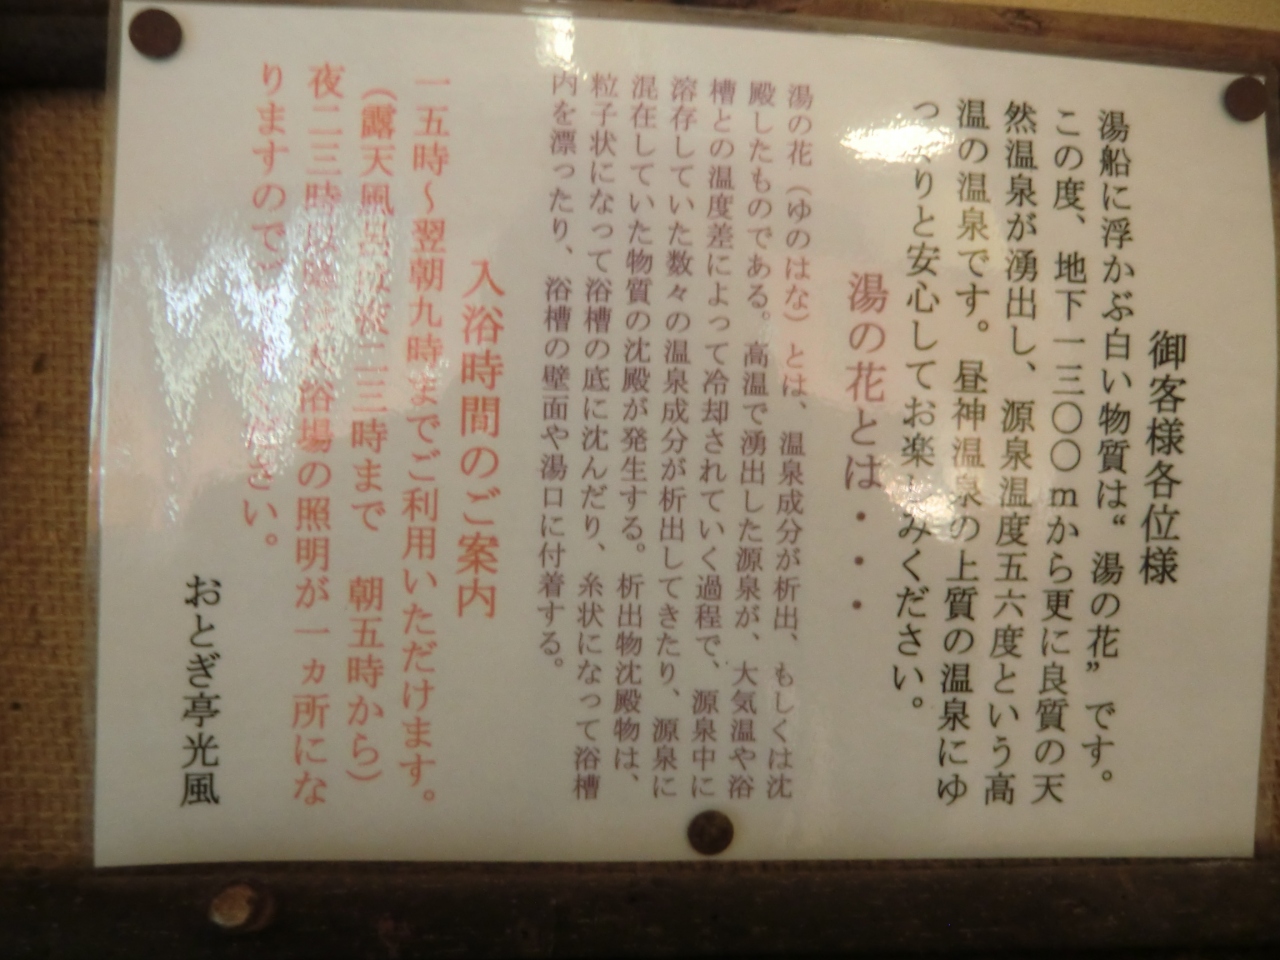 御客様各位様
湯船に浮かぶ白い物質は“湯の花”です。
この度、地下一三〇〇mから更に良質の天
然温泉が湧出し、源泉温度五六度という高
温の温泉です。昼神温泉の上質の温泉にゆ
っ りと安心してお楽しみください。
湯の花とは・・・
湯の花（ゆのはな）とは、温泉成分が析出、もしくは沈
殿したものである。高温で湧出した源泉が、大気温や浴
槽との温度差によって冷却されていく過程で、源泉中に
溶存していた数々の温泉成分が析出してきたり、源泉に
混在していた物質の沈殿が発生する。析出物沈殿物は、
粒子状になって浴槽の底に沈んだり、糸状になって浴槽
内を漂ったり、浴槽の壁面や湯口に付着する。
入浴時間のご案内
一五時～翌朝九時までご利用いただけます。
（露天風呂 二三時まで 朝五時から）
夜二三時以 浴場の照明が一ヵ所にな
りますので ください。
おとぎ亭光風